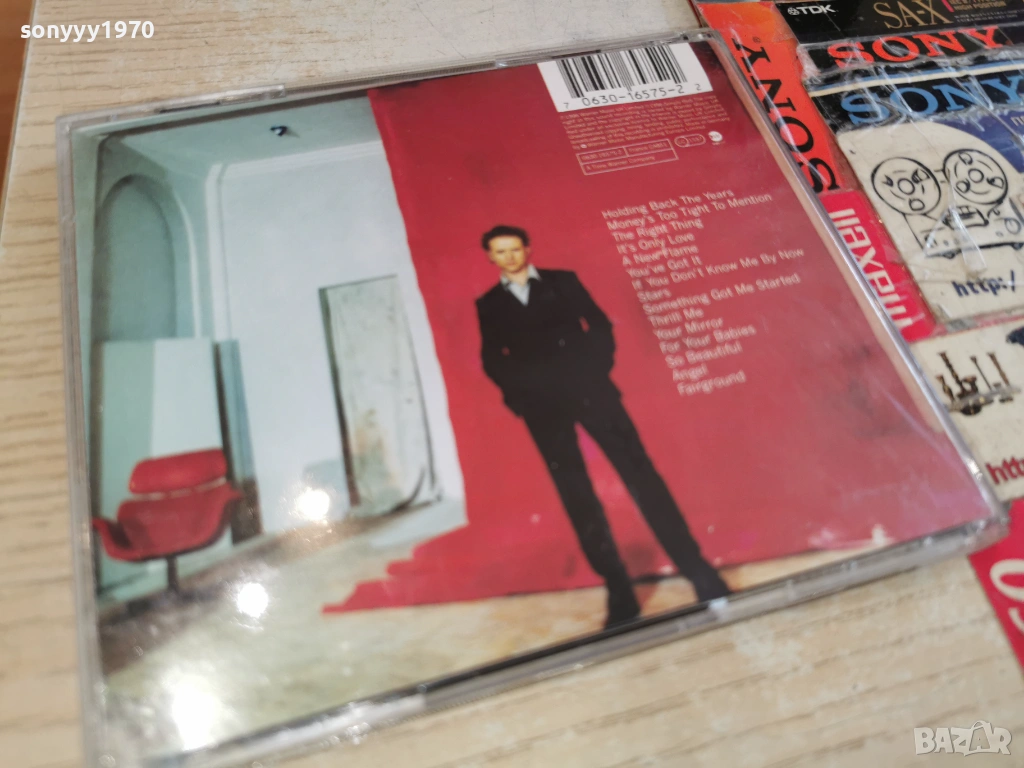 sonyyy1970
7 0630-16575-2 2
Holding Back The Years
Money's Too Tight To Mention
The Right Thing
It's Only Love
A New Flame
You've Got It
If You Don't Know Me By Now
Stars
Something Got Me Started
Thrill Me
Your Mirror
For Your Babies
So Beautiful
Angel
Fairground
TDK
SA-X
SONY
SONY
SONY
maxell
http:/
htt
BAZAR